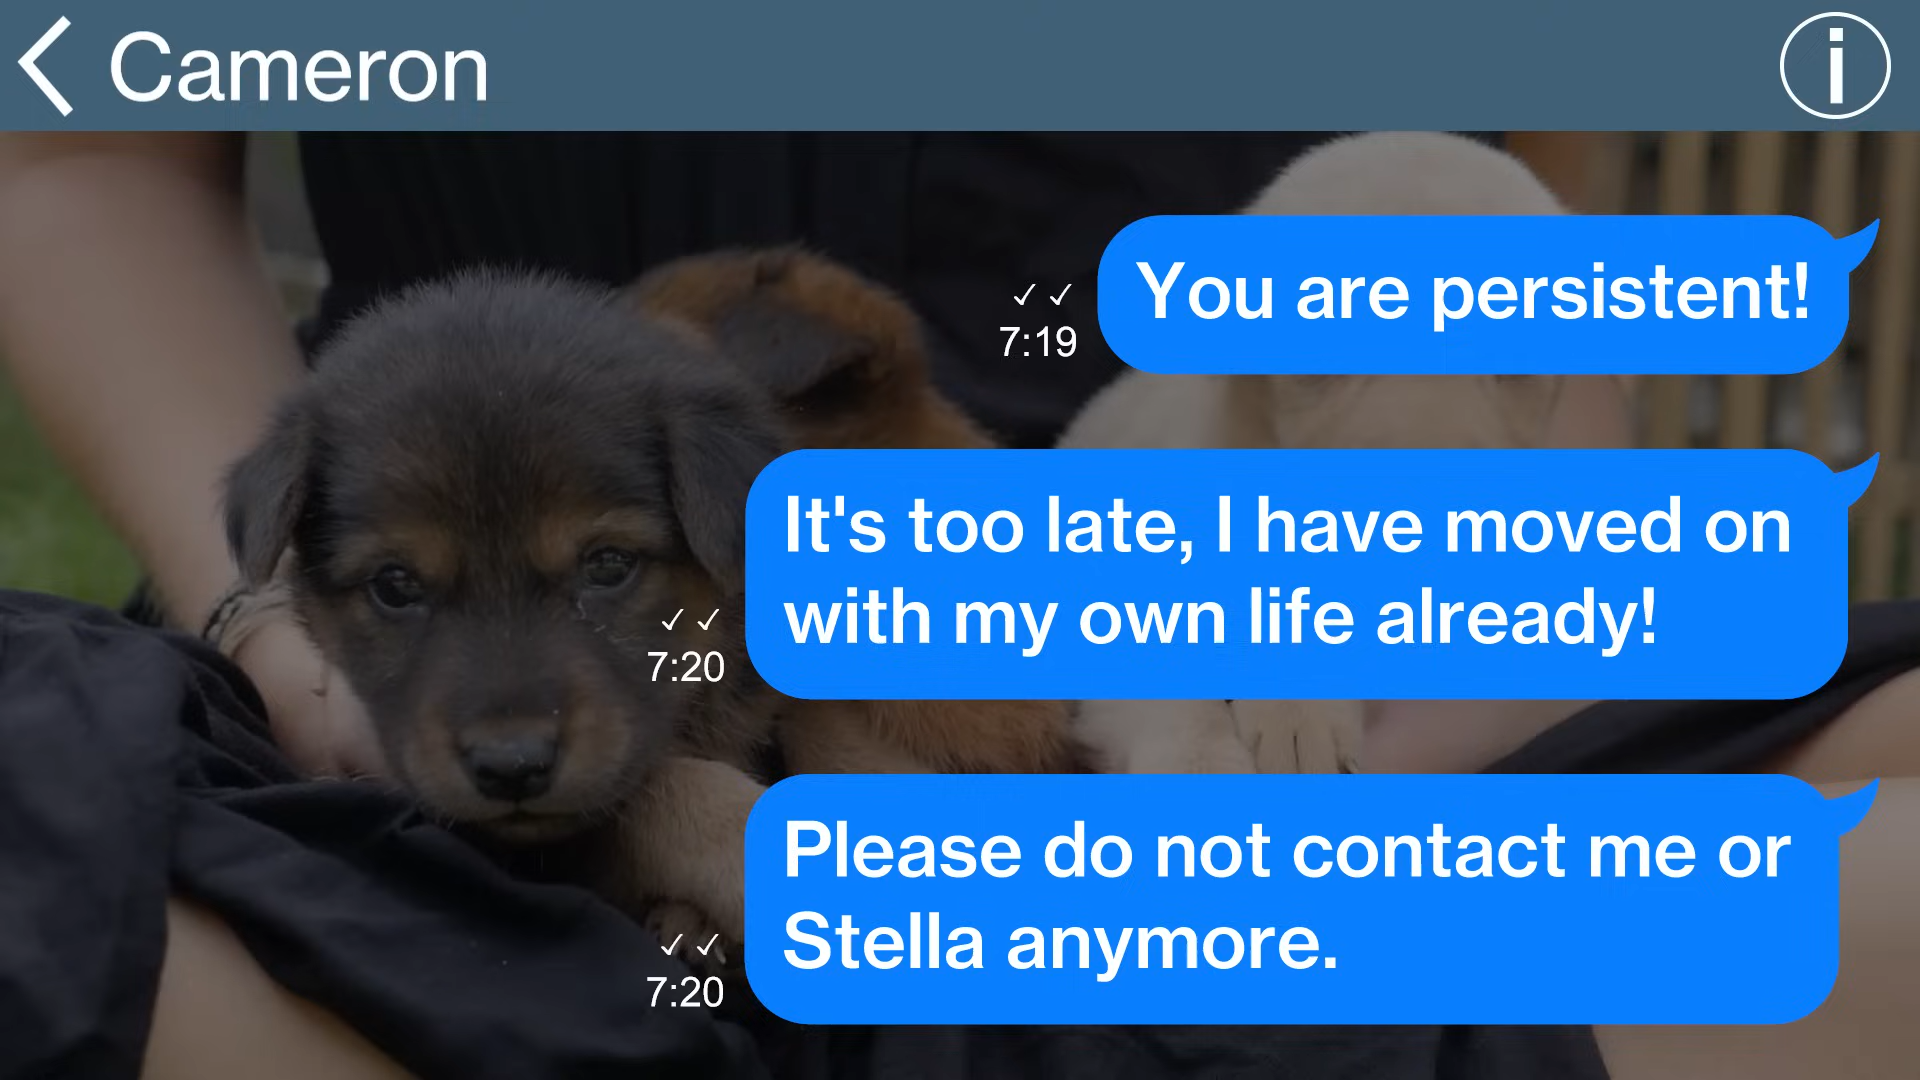 Cameron
You are persistent!
7:19
It's too late, I have moved on
with my own life already!
7:20
Please do not contact me or
Stella anymore.
7:20